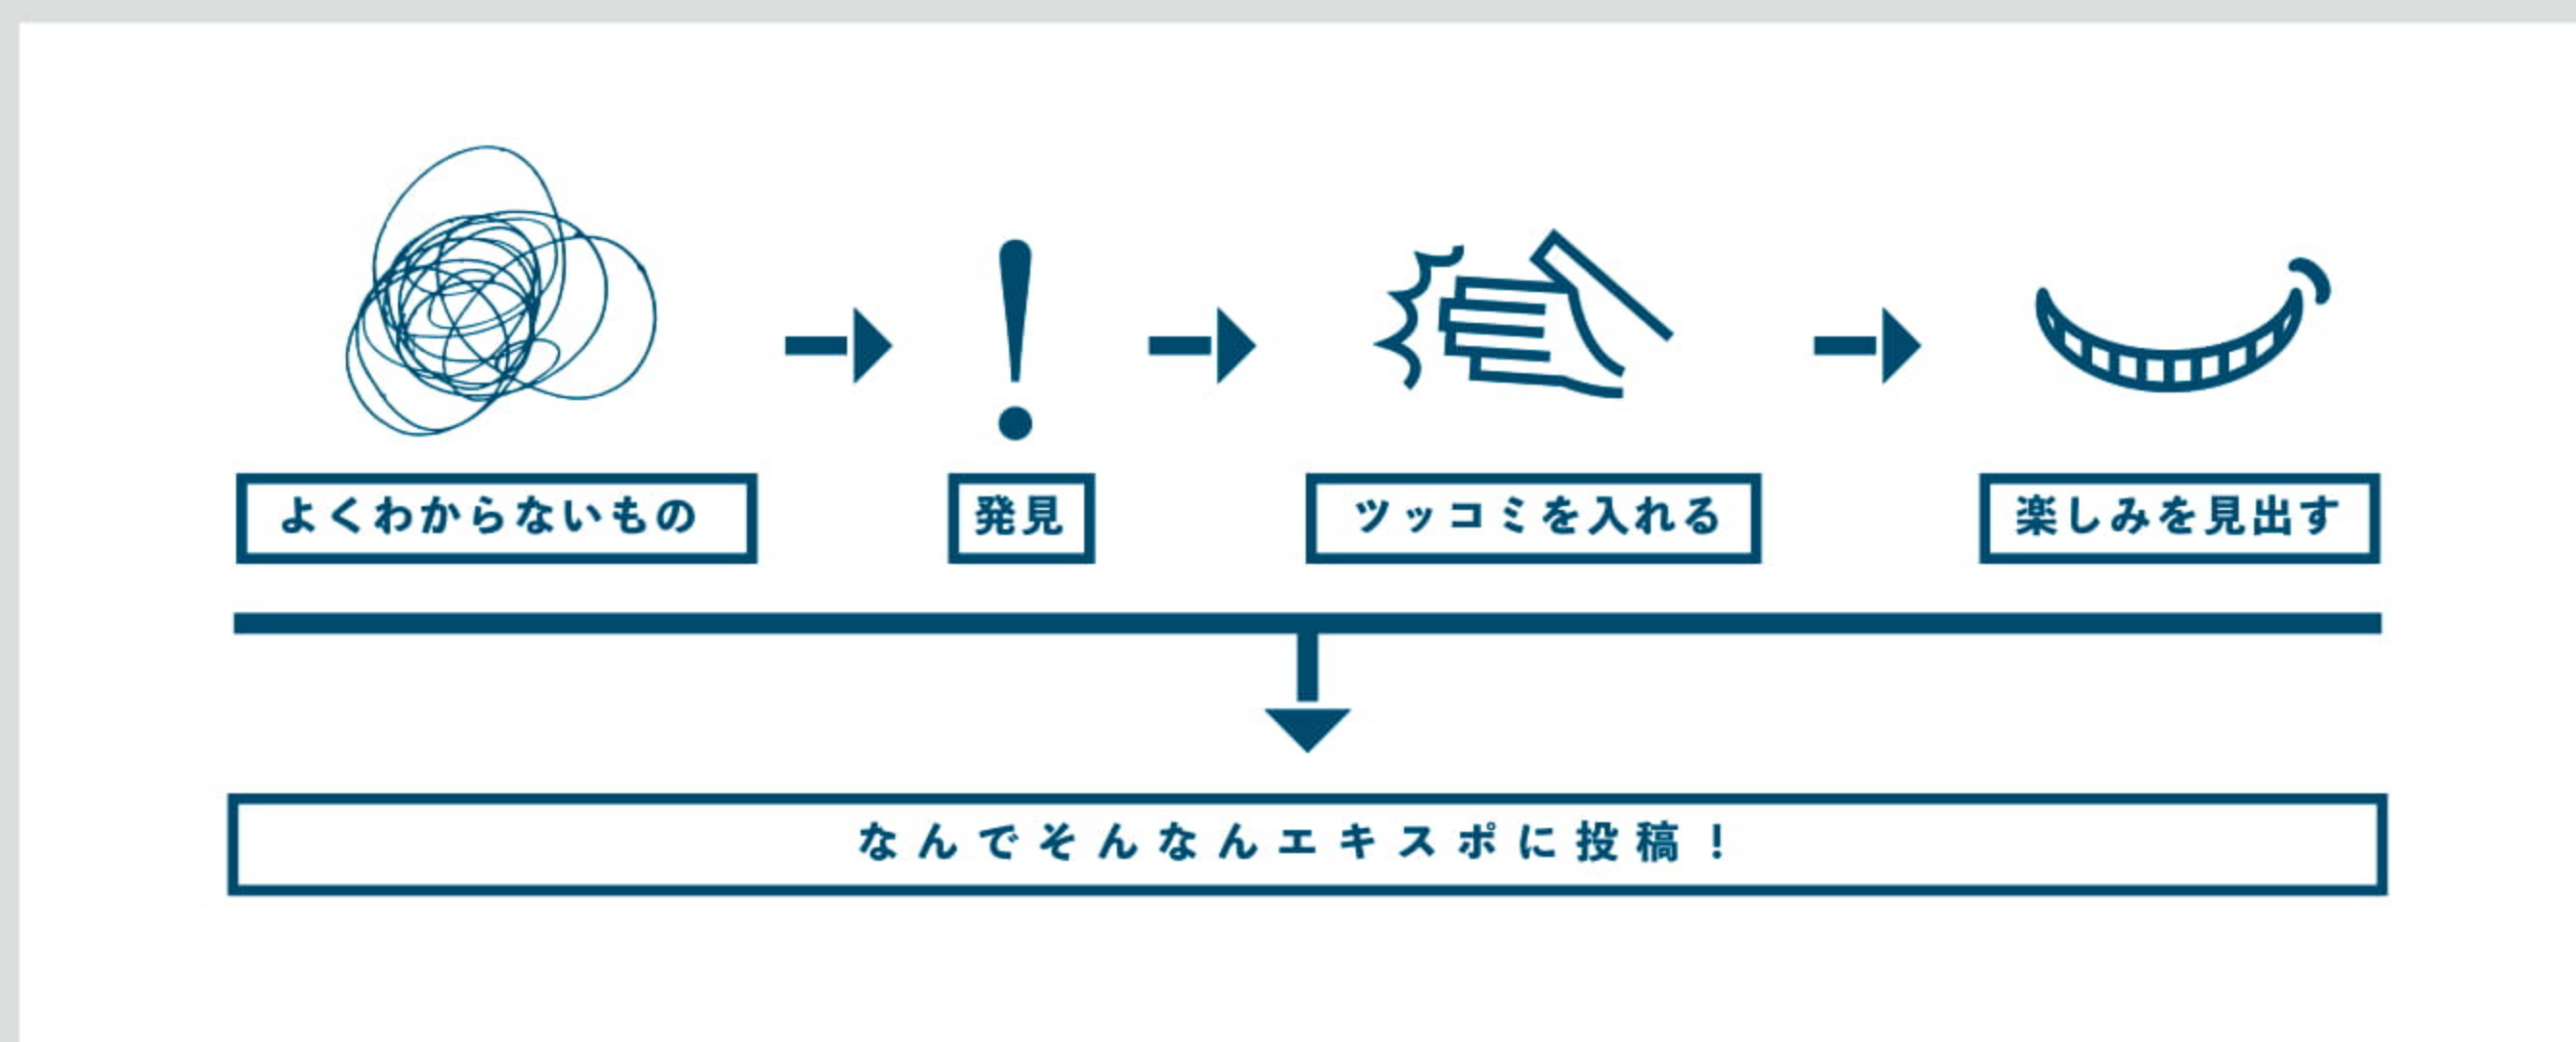 よくわからないもの
発見
ツッコミを入れる
楽しみを見出す
なんでそんなんエキスポに投稿！